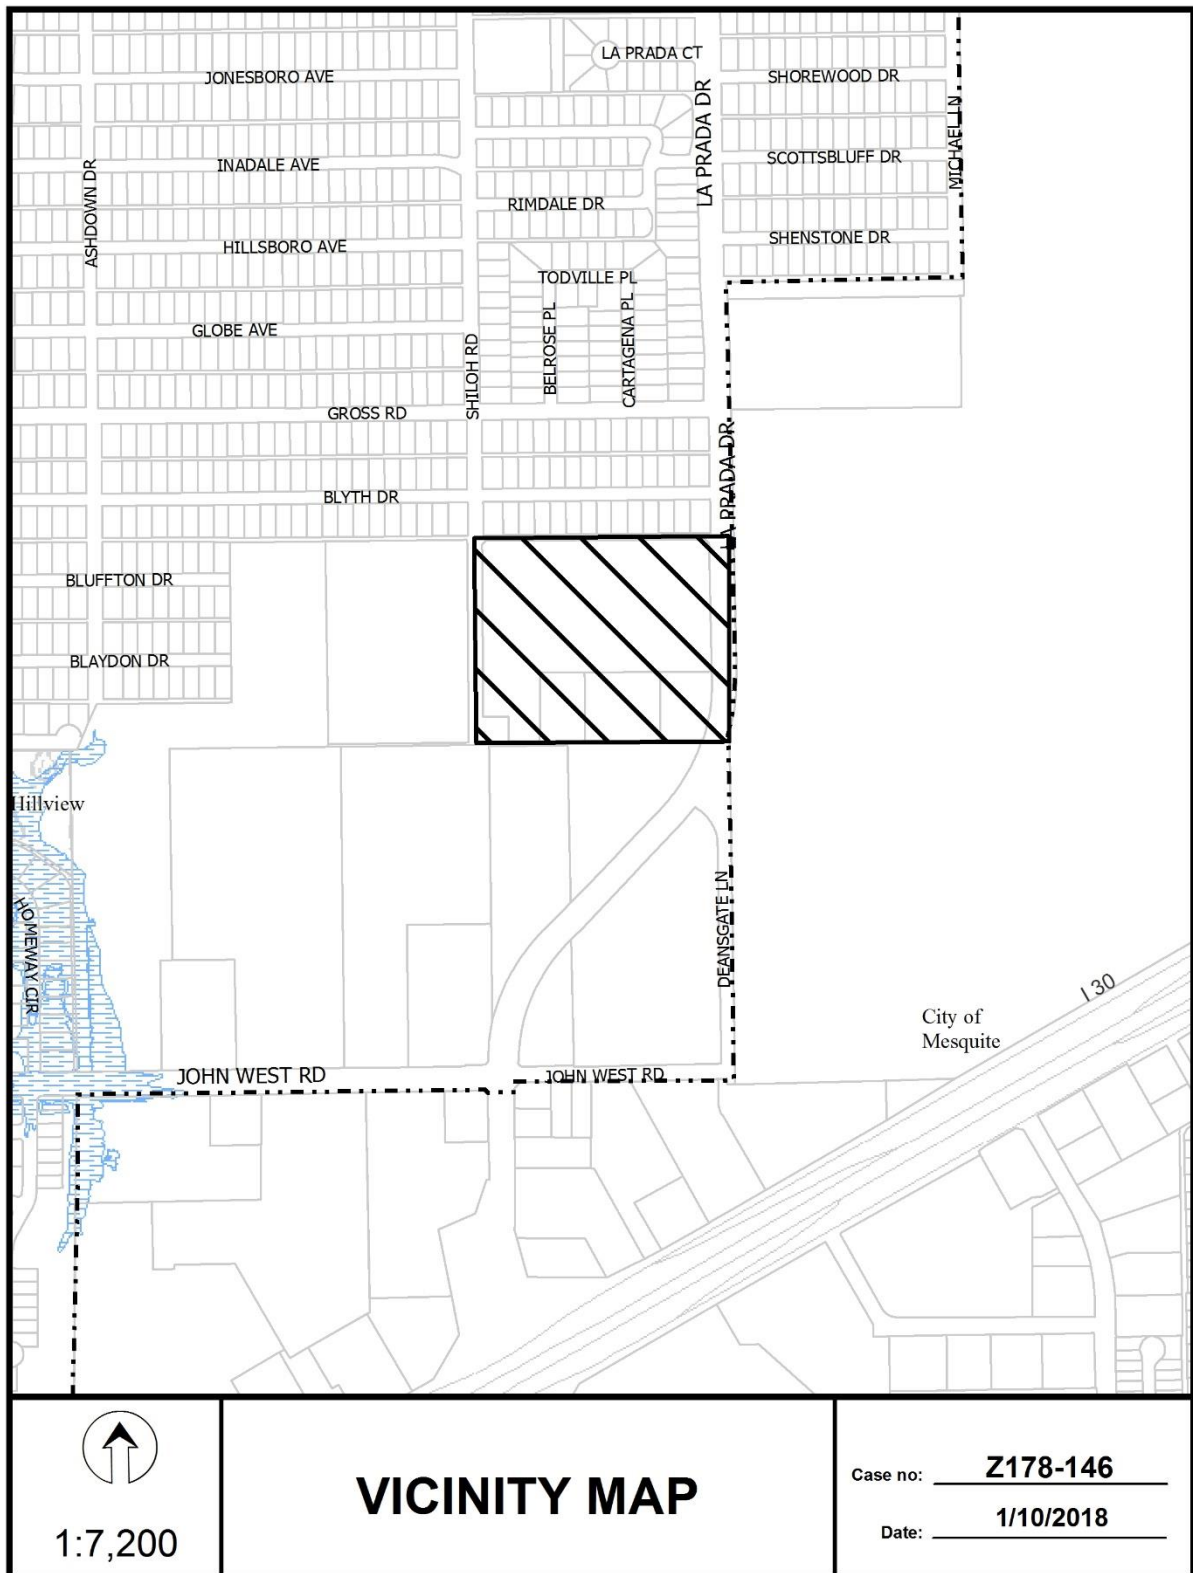 LA PRADA CT
JONESBORO AVE
SHOREWOOD DR
LA PRADA DR
MICHAEL LN
INADALE AVE
SCOTTSBLUFF DR
ASHDOWN DR
RIMDALE DR
HILLSBORO AVE
SHENSTONE DR
TODVILLE PL
GLOBE AVE
SHILOH RD
BELROSE PL
CARTAGENA PL
GROSS RD
LA PRADA DR
BLYTH DR
BLUFFTON DR
BLAYDON DR
Hillview
HOMEWAY CIR
DEANSGATE LN
I 30
City of
Mesquite
JOHN WEST RD
JOHN WEST RD
1:7,200
VICINITY MAP
Case no: Z178-146
Date: 1/10/2018